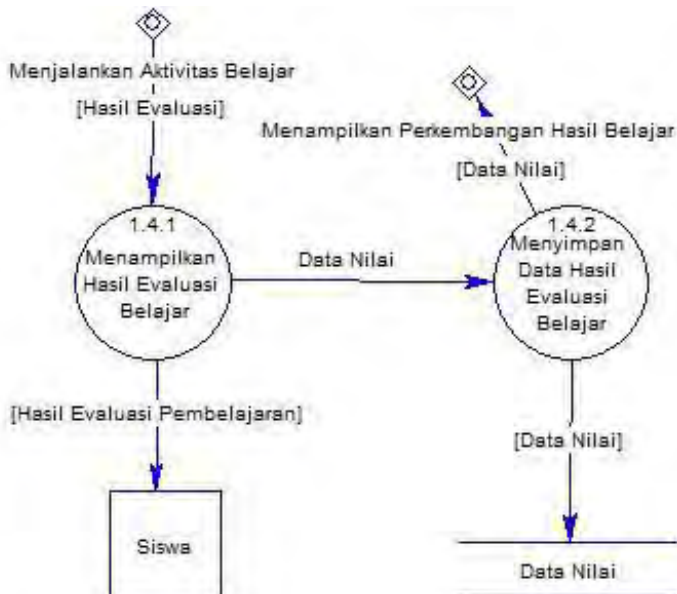 Menjalankan Aktivitas Belajar
[Hasil Evaluasi]
Menampilkan Perkembangan Hasil Belajar
[Data Nilai]
1.4.1
Menampilkan
Hasil Evaluasi
Belajar
Data Nilai
1.4.2
Menyimpan
Data Hasil
Evaluasi
Belajar
[Hasil Evaluasi Pembelajaran]
[Data Nilai]
Siswa
Data Nilai